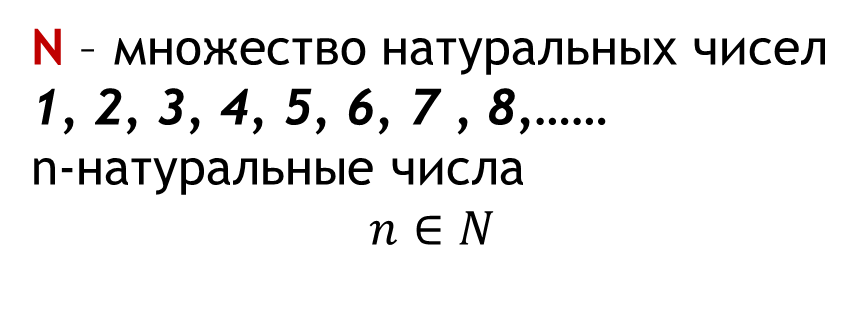 N – множество натуральных чисел
1, 2, 3, 4, 5, 6, 7 , 8,......
n-натуральные числа
n ∈ N